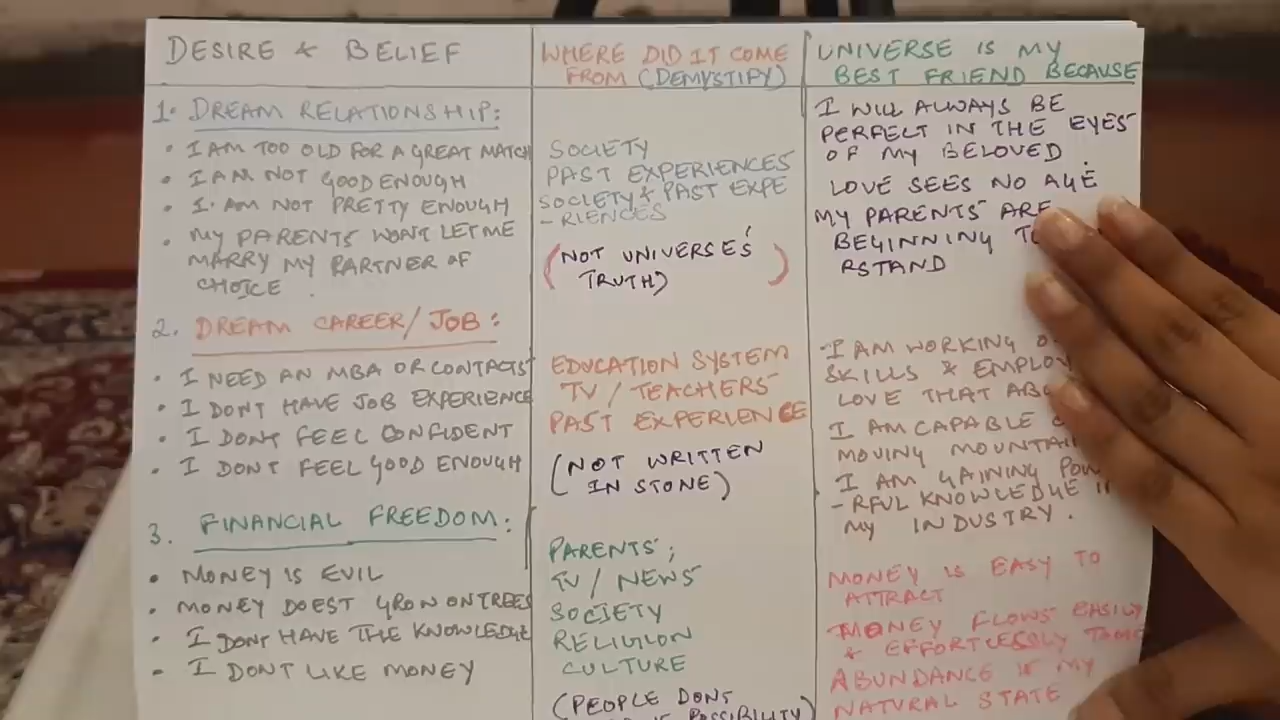 DESIRE & BELIEF
WHERE DID IT COME
FROM (DEMYSTIFY)
UNIVERSE IS MY
BEST FRIEND BECAUSE
1. DREAM RELATIONSHIP:
• I AM TOO OLD FOR A GREAT MATCH
• I AM NOT GOOD ENOUGH
• I AM NOT PRETTY ENOUGH
• MY PARENTS WONT LET ME
MARRY MY PARTNER OF
CHOICE.
SOCIETY
PAST EXPERIENCES
SOCIETY & PAST EXPE
-RIENCES
(NOT UNIVERSE'S
TRUTH)
I WILL ALWAYS BE
PERFECT IN THE EYES
OF MY BELOVED.
LOVE SEES NO AGE
MY PARENTS ARE
BEGINNING
RSTAND
2. DREAM CAREER/JOB:
• I NEED AN MBA OR CONTACTS
• I DONT HAVE JOB EXPERIENCE
• I DONT FEEL CONFIDENT
• I DON'T FEEL GOOD ENOUGH
EDUCATION SYSTEM
TV / TEACHERS
PAST EXPERIENCE
(NOT WRITTEN
IN STONE)
-I AM WORKING
SKILLS &
LOVE THAT
I AM CAPABLE
MOVING
I AM GAINING
-RFUL KNOWLEDGE
MY INDUSTRY.
3. FINANCIAL FREEDOM:
• MONEY IS EVIL
• MONEY DOEST GROW ON TREES
• I DONT HAVE THE KNOWLEDGE
• I DONT LIKE MONEY
PARENTS;
TV / NEWS
SOCIETY
RELIGION
CULTURE
(PEOPLE DONT
POSSIBILITY)
MONEY IS EASY TO
ATTRACT
MONEY FLOWS EASILY
& EFFORTLESSLY
ABUNDANCE IS MY
NATURAL STATE